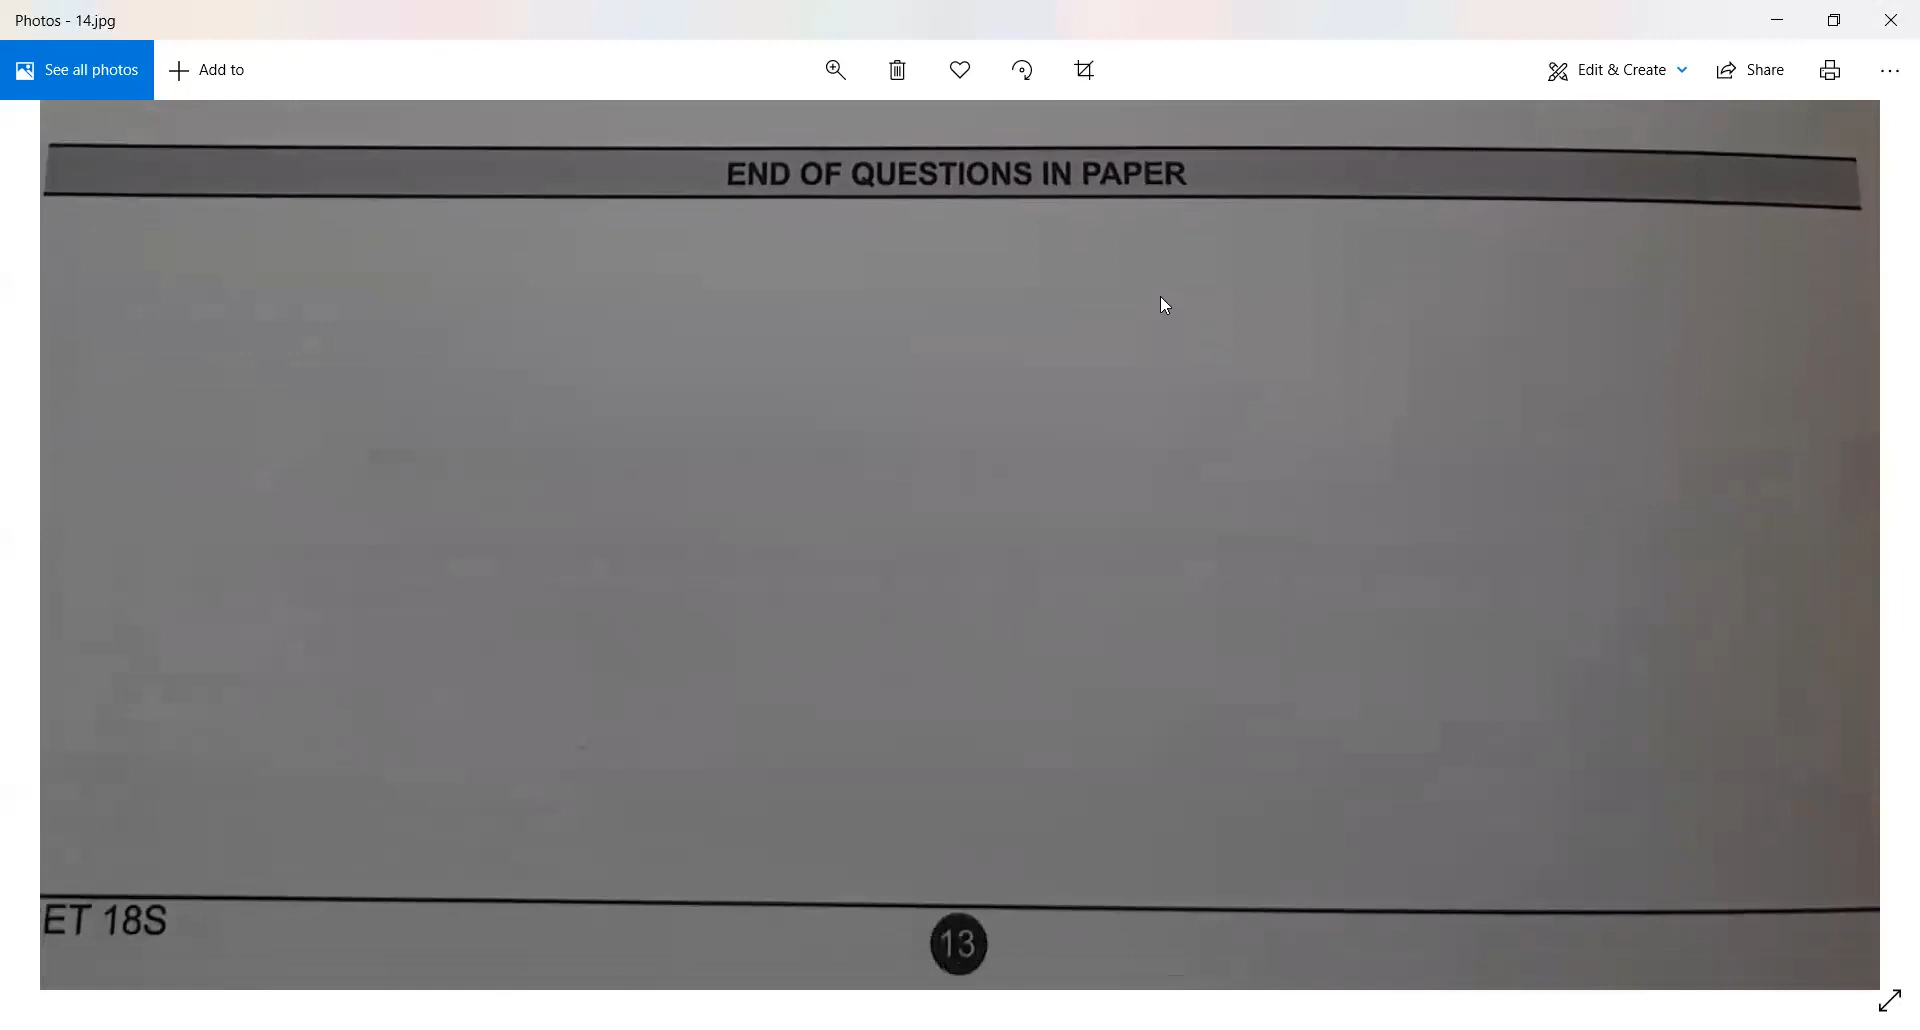 Photos - 14.jpg
See all photos
Add to
Edit & Create
Share
END OF QUESTIONS IN PAPER
ET 18S
13